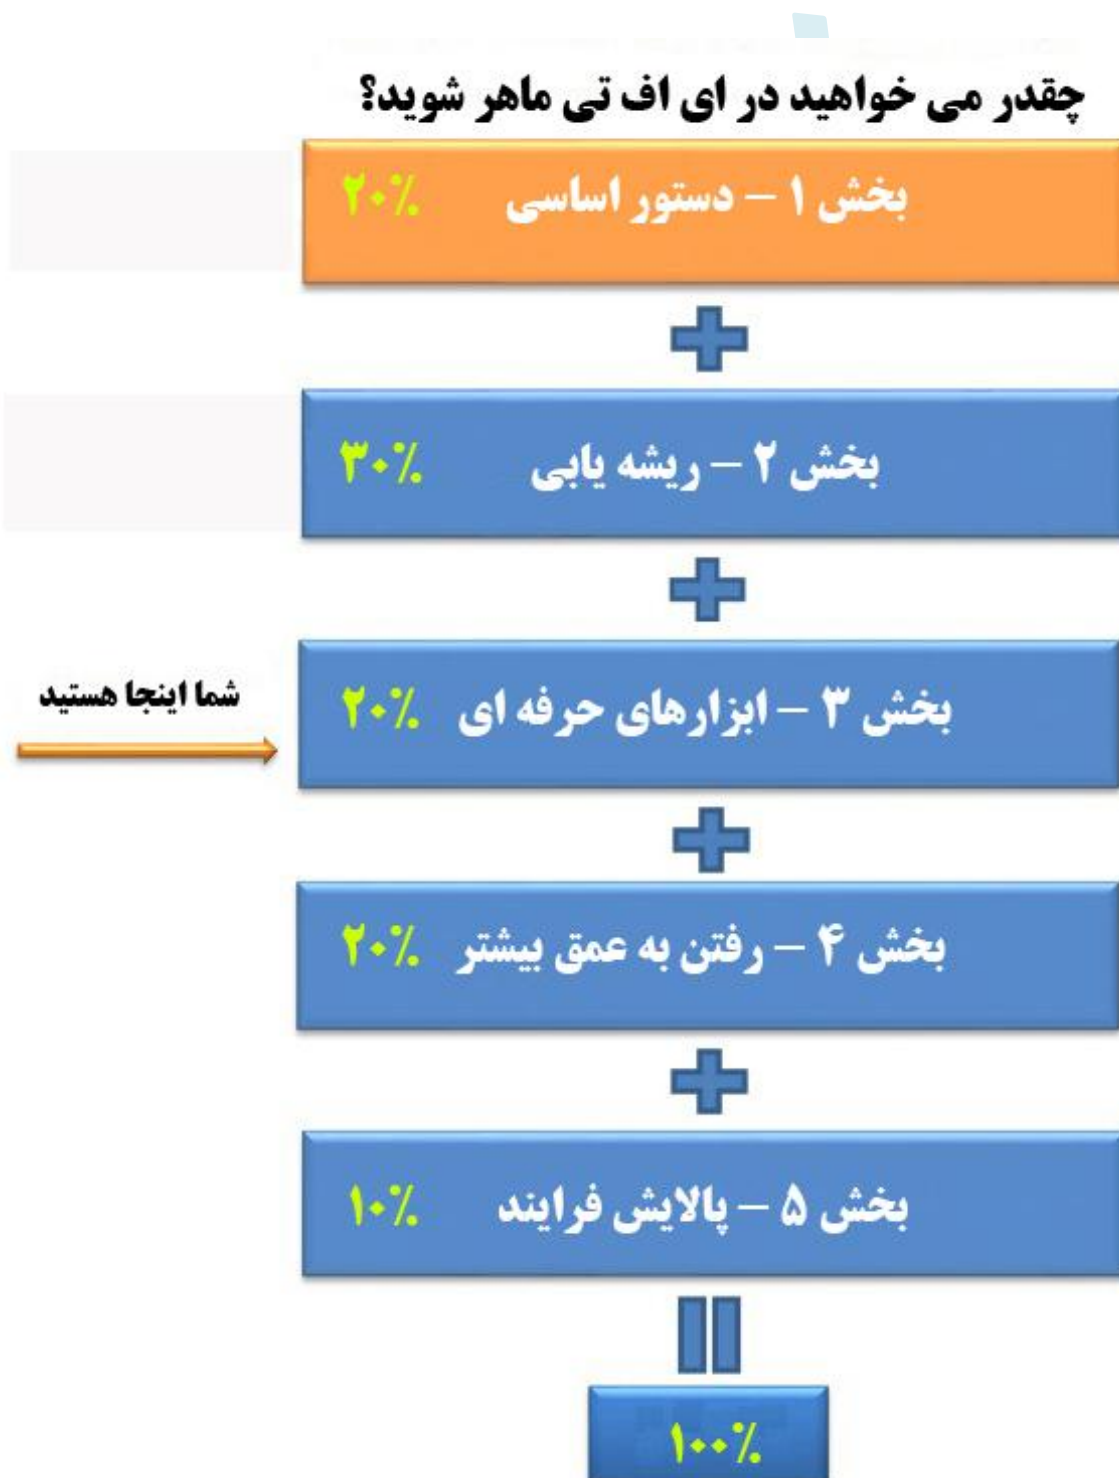 چقدر می خواهید در ای اف تی ماهر شوید؟
بخش ۱ – دستور اساسی ۲۰%
بخش ۲ – ریشه یابی ۳۰%
شما اینجا هستید
بخش ۳ – ابزارهای حرفه ای ۲۰%
بخش ۴ – رفتن به عمق بیشتر ۲۰%
بخش ۵ – پالایش فرایند ۱۰%
۱۰۰%